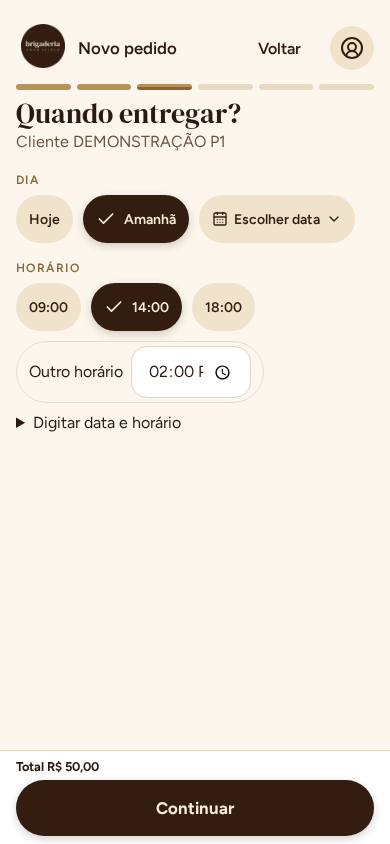 brigaderia
Novo pedido
Voltar
Quando entregar?
Cliente DEMONSTRAÇÃO P1
DIA
Hoje
Amanhã
Escolher data
HORÁRIO
09:00
14:00
18:00
Outro horário
02:00 P
Digitar data e horário
Total R$ 50,00
Continuar